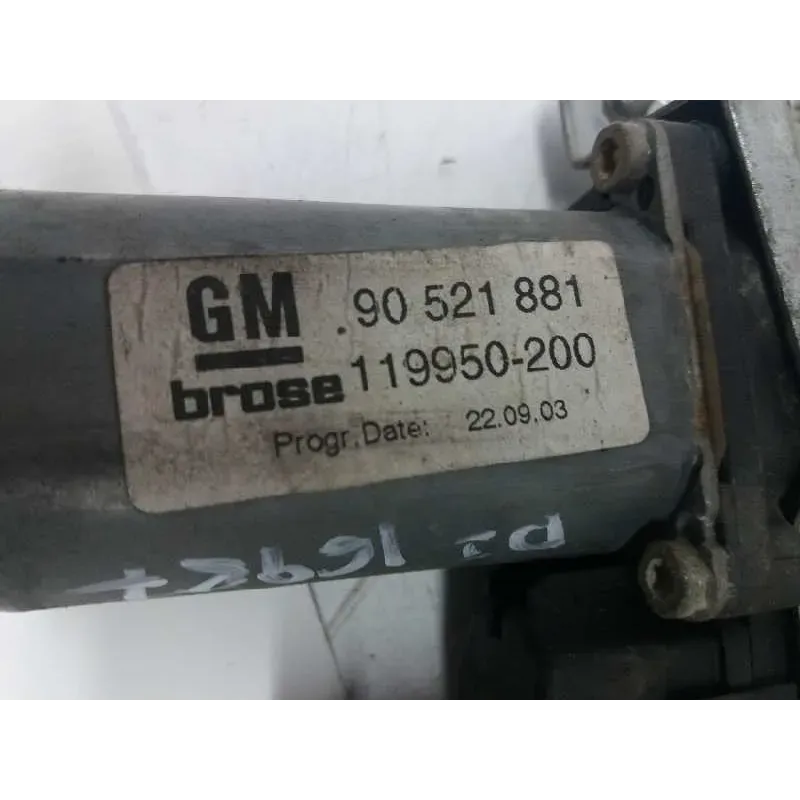 GM .90 521 881
brose 119950-200
Progr.Date: 22.09.03